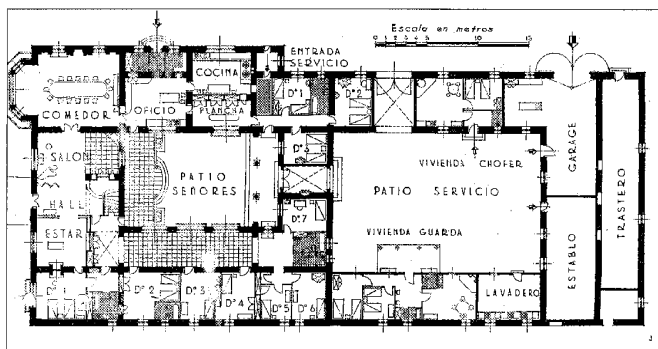 Escala en metros
0 1 2 3 4 5 10 15
ENTRADA
SERVICIO
COCINA
PLANCHA
OFICIO
COMEDOR
Dº1
Dº2
SALON
HALL
ESTAR
PATIO
SEÑORES
Dº7
VIVIENDA CHOFER
PATIO SERVICIO
VIVIENDA GUARDA
GARAGE
ESTABLO
TRASTERO
LAVADERO
Dº2
Dº3
Dº4
Dº5
Dº6